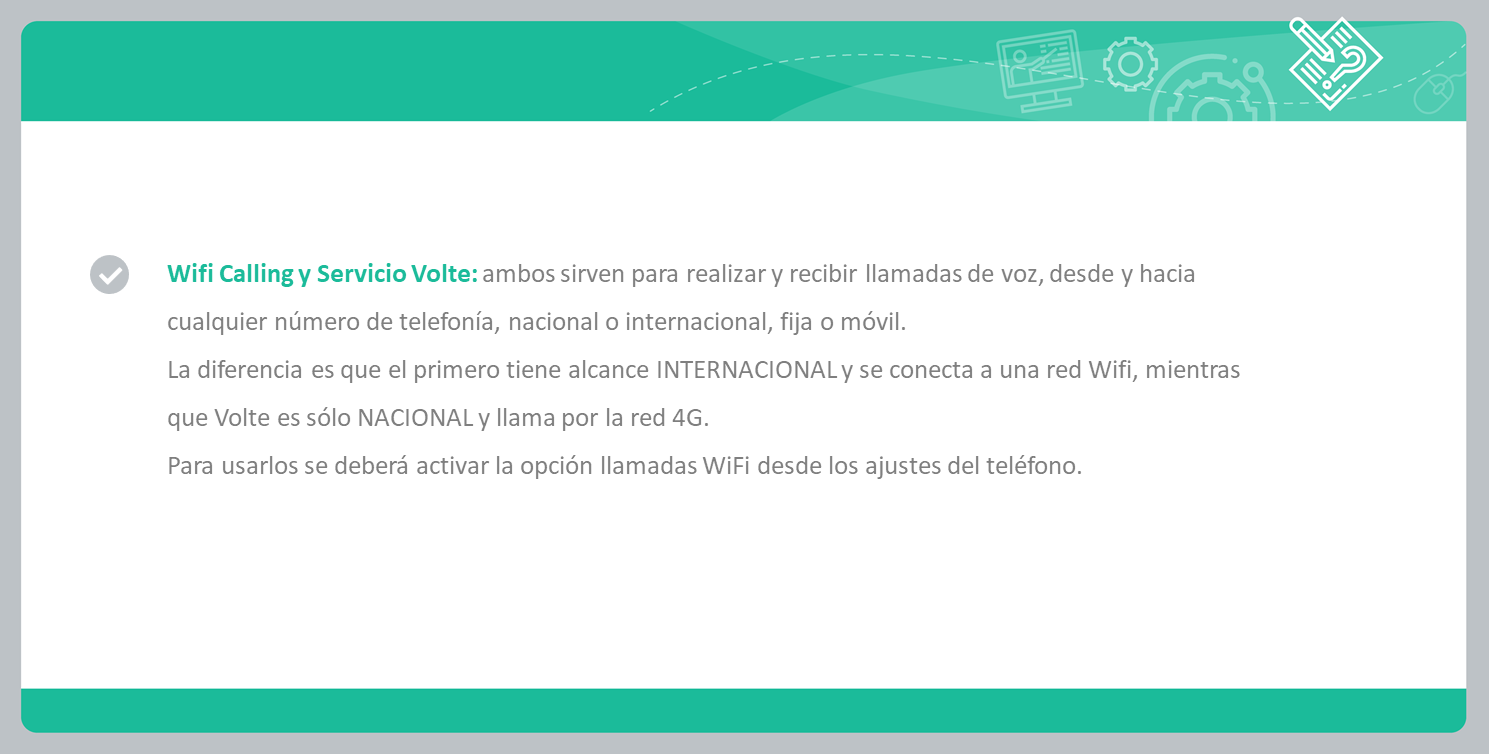 Wifi Calling y Servicio Volte: ambos sirven para realizar y recibir llamadas de voz, desde y hacia
cualquier número de telefonía, nacional o internacional, fija o móvil.
La diferencia es que el primero tiene alcance INTERNACIONAL y se conecta a una red Wifi, mientras
que Volte es sólo NACIONAL y llama por la red 4G.
Para usarlos se deberá activar la opción llamadas WiFi desde los ajustes del teléfono.